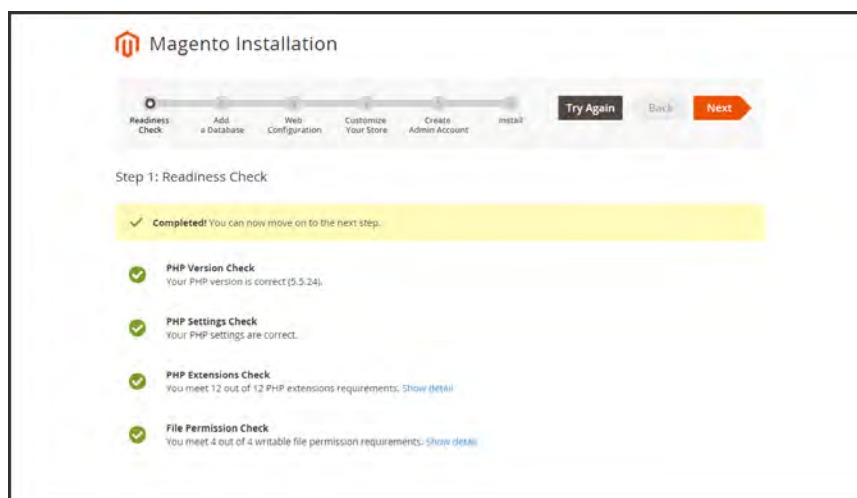 Magento Installation
Readiness Check
Add a Database
Web Configuration
Customize Your Store
Create Admin Account
Install
Try Again
Back
Next
Step 1: Readiness Check
Completed! You can now move on to the next step.
PHP Version Check
Your PHP version is correct (5.5.24).
PHP Settings Check
Your PHP settings are correct.
PHP Extensions Check
You meet 12 out of 12 PHP extensions requirements. Show detail
File Permission Check
You meet 4 out of 4 writable file permission requirements. Show detail